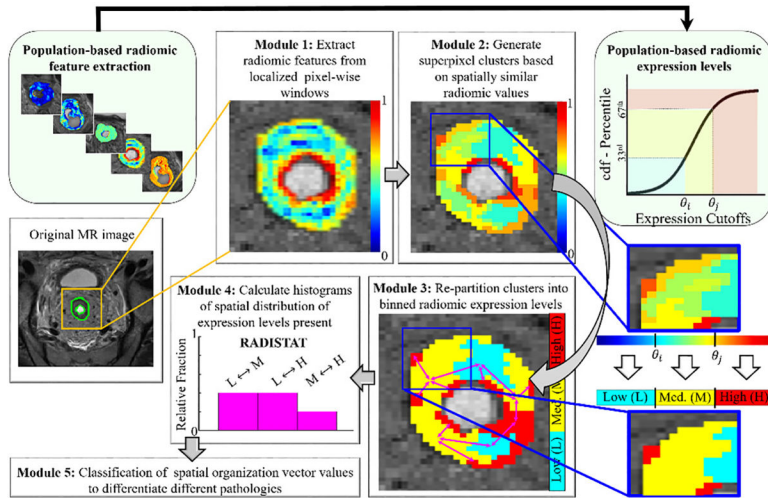 Population-based radiomic
feature extraction
Module 1: Extract
radiomic features from
localized pixel-wise
windows
1
0
Module 2: Generate
superpixel clusters based
on spatially similar
radiomic values
1
0
Population-based radiomic
expression levels
cdf - Percentile
67th
33rd
θi
θj
Expression Cutoffs
Original MR image
Module 4: Calculate histograms
of spatial distribution of
expression levels present
RADISTAT
Relative Fraction
1
0
L ↔ M
L ↔ H
M ↔ H
Module 3: Re-partition clusters into
binned radiomic expression levels
High (H)
Med. (M)
Low (L)
θi
θj
Low (L)
Med. (M)
High (H)
Module 5: Classification of spatial organization vector values
to differentiate different pathologies